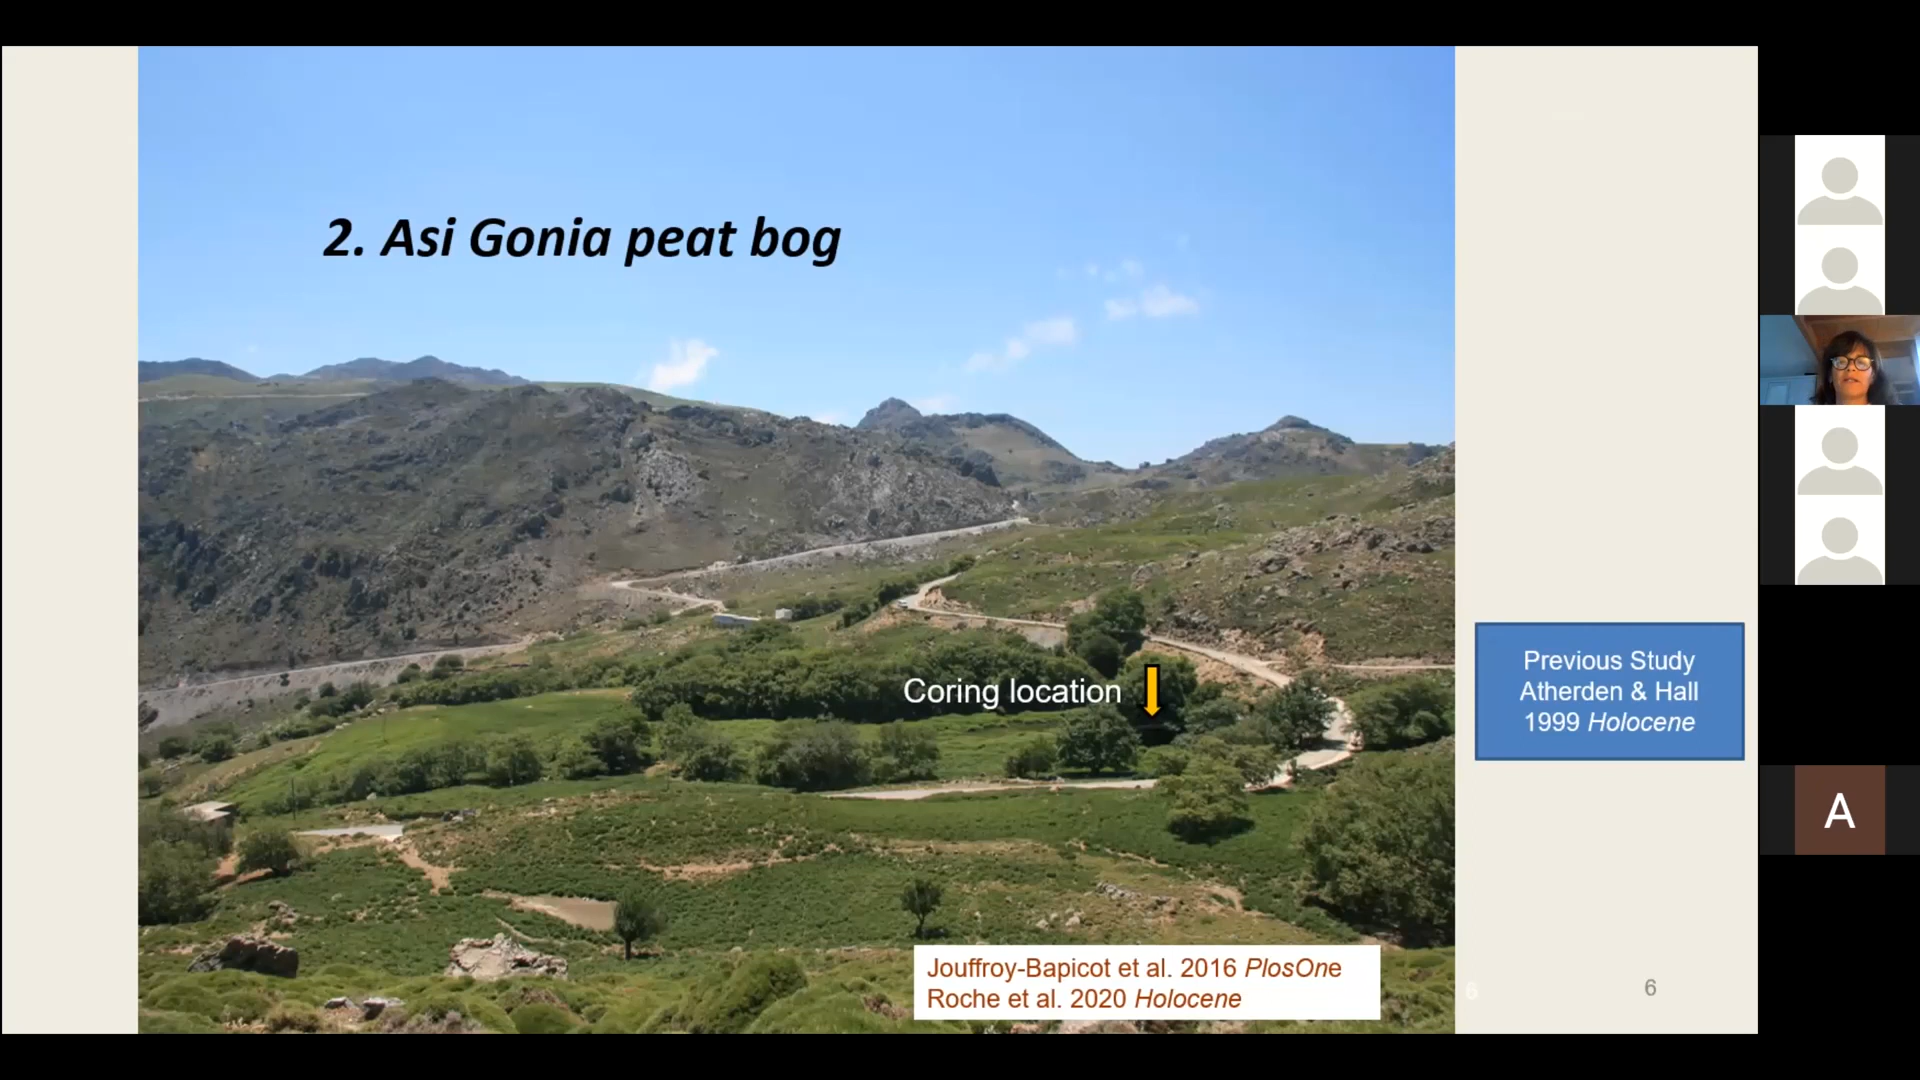 2. Asi Gonia peat bog
Coring location
Previous Study
Atherden & Hall
1999 Holocene
Jouffroy-Bapicot et al. 2016 PlosOne
Roche et al. 2020 Holocene
6
6
A